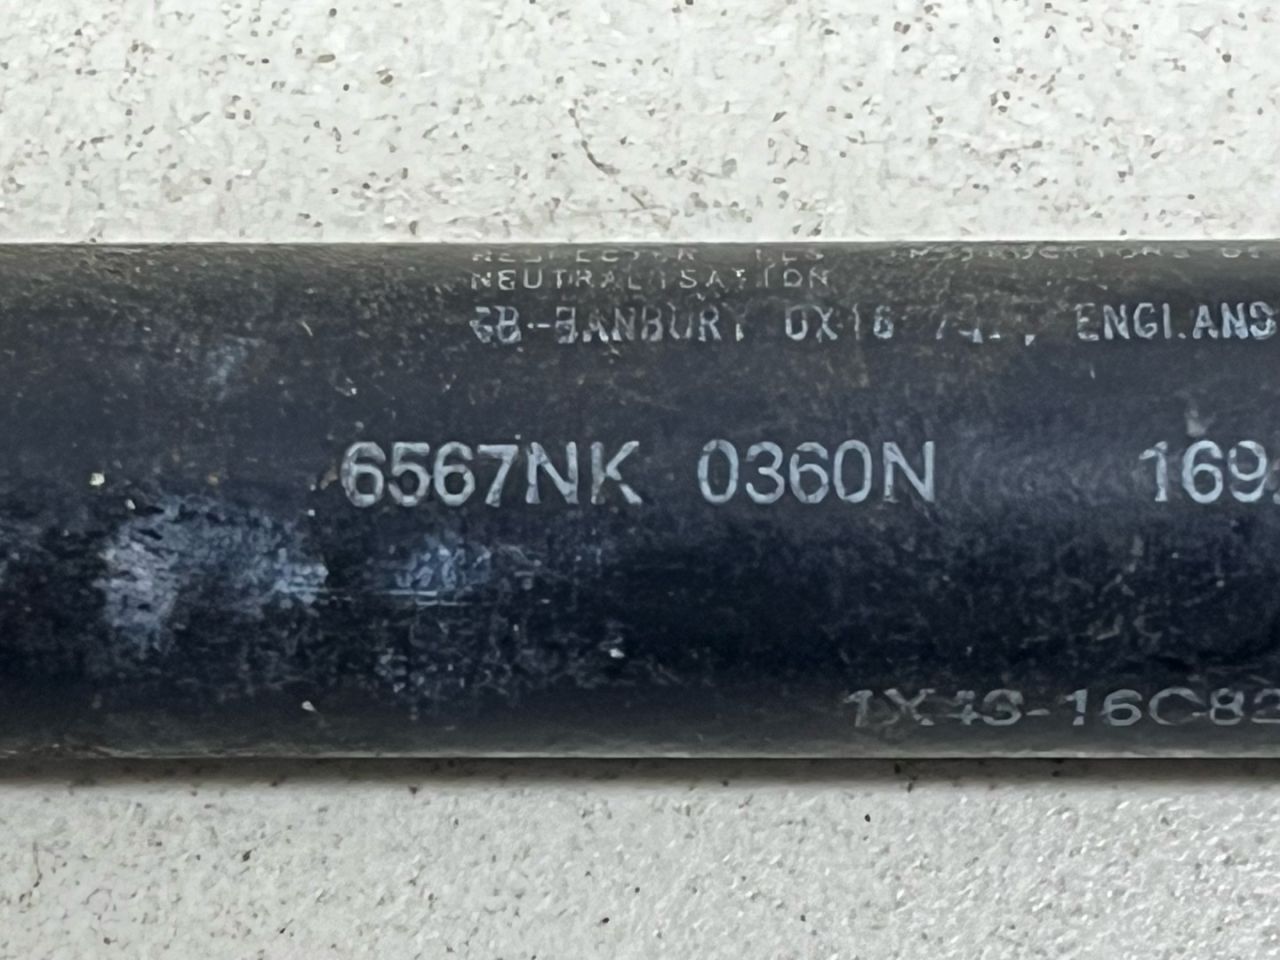 NEUTRALISATION
GB-BANBURY OX16 ENGLAND
6567NK 0360N 169
1X43-16C82